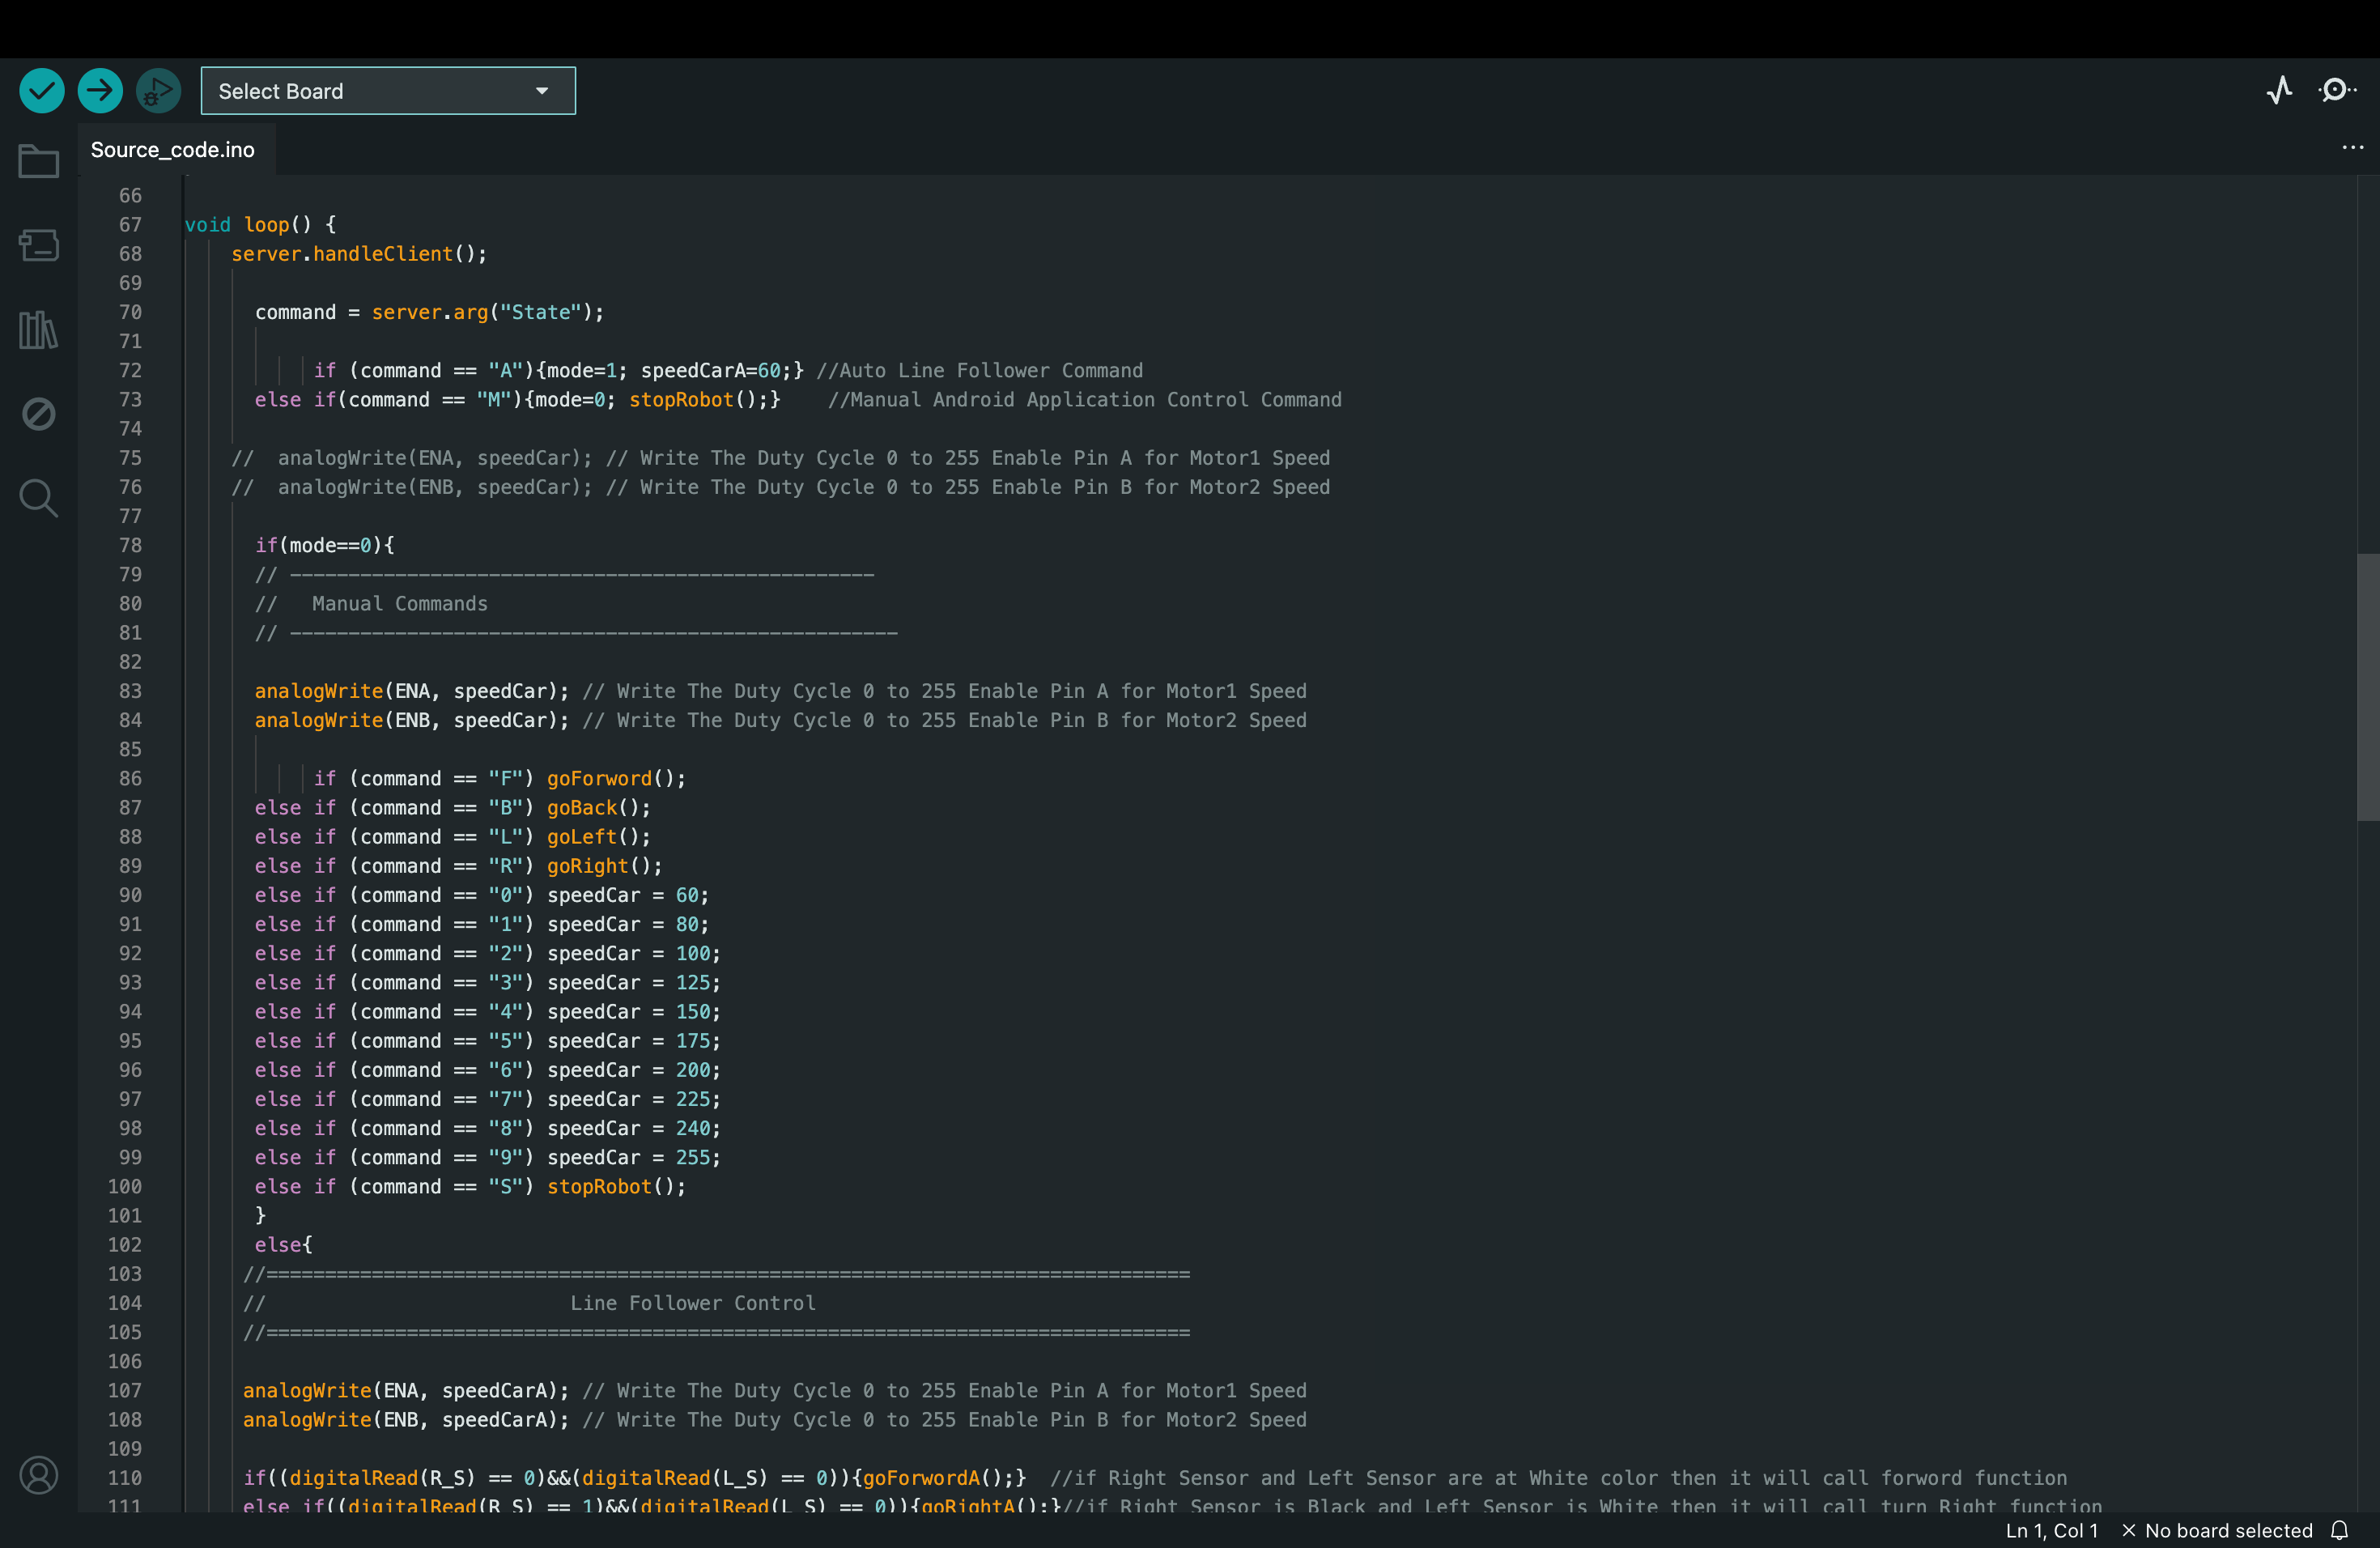 Select Board
Source_code.ino
66
67 void loop() {
68 server.handleClient();
69
70 command = server.arg("State");
71
72 if (command == "A"){mode=1; speedCarA=60;} //Auto Line Follower Command
73 else if(command == "M"){mode=0; stopRobot();} //Manual Android Application Control Command
74
75 // analogWrite(ENA, speedCar); // Write The Duty Cycle 0 to 255 Enable Pin A for Motor1 Speed
76 // analogWrite(ENB, speedCar); // Write The Duty Cycle 0 to 255 Enable Pin B for Motor2 Speed
77
78 if(mode==0){
79 // --------------------------------------------------
80 // Manual Commands
81 // ----------------------------------------------------
82
83 analogWrite(ENA, speedCar); // Write The Duty Cycle 0 to 255 Enable Pin A for Motor1 Speed
84 analogWrite(ENB, speedCar); // Write The Duty Cycle 0 to 255 Enable Pin B for Motor2 Speed
85
86 if (command == "F") goForword();
87 else if (command == "B") goBack();
88 else if (command == "L") goLeft();
89 else if (command == "R") goRight();
90 else if (command == "0") speedCar = 60;
91 else if (command == "1") speedCar = 80;
92 else if (command == "2") speedCar = 100;
93 else if (command == "3") speedCar = 125;
94 else if (command == "4") speedCar = 150;
95 else if (command == "5") speedCar = 175;
96 else if (command == "6") speedCar = 200;
97 else if (command == "7") speedCar = 225;
98 else if (command == "8") speedCar = 240;
99 else if (command == "9") speedCar = 255;
100 else if (command == "S") stopRobot();
101 }
102 else{
103 //===============================================================================
104 // Line Follower Control
105 //===============================================================================
106
107 analogWrite(ENA, speedCarA); // Write The Duty Cycle 0 to 255 Enable Pin A for Motor1 Speed
108 analogWrite(ENB, speedCarA); // Write The Duty Cycle 0 to 255 Enable Pin B for Motor2 Speed
109
110 if((digitalRead(R_S) == 0)&&(digitalRead(L_S) == 0)){goForwordA();} //if Right Sensor and Left Sensor are at White color then it will call forword function
111 else if((digitalRead(R_S) == 1)&&(digitalRead(L_S) == 0)){goRightA();}//if Right Sensor is Black and Left Sensor is White then it will call turn Right function
Ln 1, Col 1 × No board selected